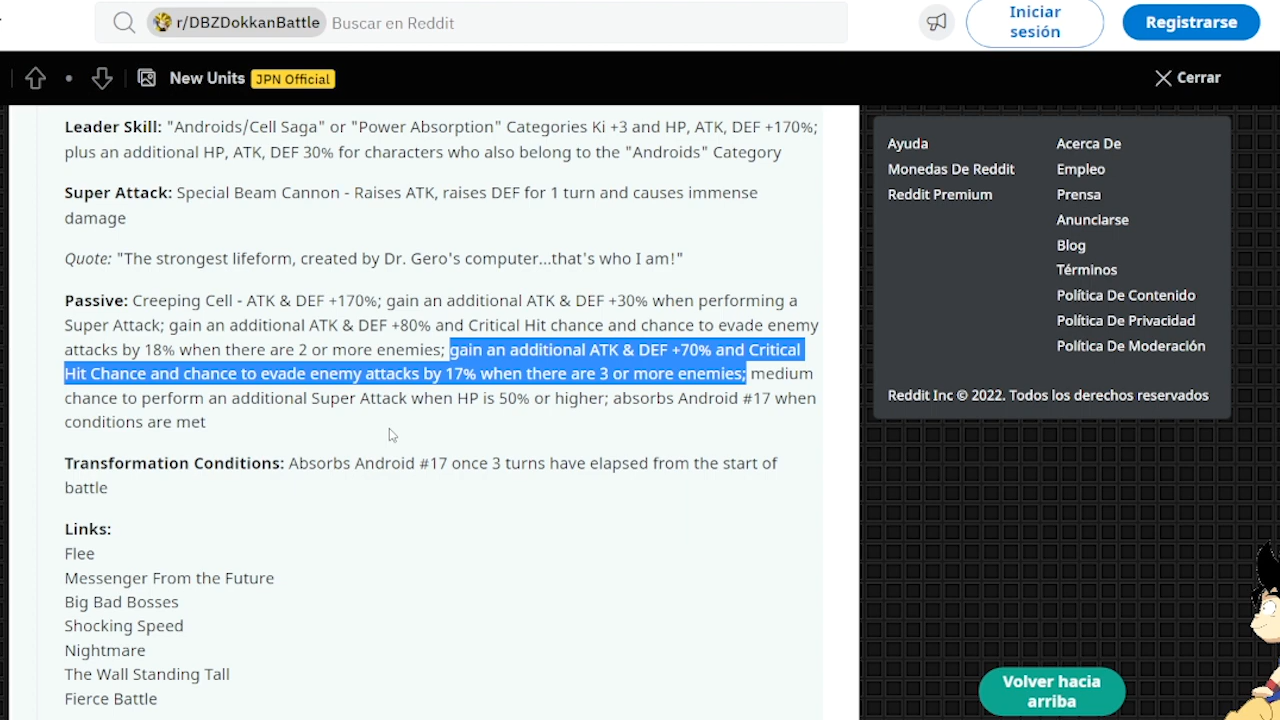 r/DBZDokkanBattle Buscar en Reddit
Iniciar sesión
Registrarse
New Units JPN Official
Cerrar
Leader Skill: "Androids/Cell Saga" or "Power Absorption" Categories Ki +3 and HP, ATK, DEF +170%;
plus an additional HP, ATK, DEF 30% for characters who also belong to the "Androids" Category
Super Attack: Special Beam Cannon - Raises ATK, raises DEF for 1 turn and causes immense
damage
Quote: "The strongest lifeform, created by Dr. Gero's computer...that's who I am!"
Passive: Creeping Cell - ATK & DEF +170%; gain an additional ATK & DEF +30% when performing a
Super Attack; gain an additional ATK & DEF +80% and Critical Hit chance and chance to evade enemy
attacks by 18% when there are 2 or more enemies; gain an additional ATK & DEF +70% and Critical
Hit Chance and chance to evade enemy attacks by 17% when there are 3 or more enemies; medium
chance to perform an additional Super Attack when HP is 50% or higher; absorbs Android #17 when
conditions are met
Transformation Conditions: Absorbs Android #17 once 3 turns have elapsed from the start of
battle
Links:
Flee
Messenger From the Future
Big Bad Bosses
Shocking Speed
Nightmare
The Wall Standing Tall
Fierce Battle
Ayuda
Monedas De Reddit
Reddit Premium
Acerca De
Empleo
Prensa
Anunciarse
Blog
Términos
Política De Contenido
Política De Privacidad
Política De Moderación
Reddit Inc © 2022. Todos los derechos reservados
Volver hacia
arriba